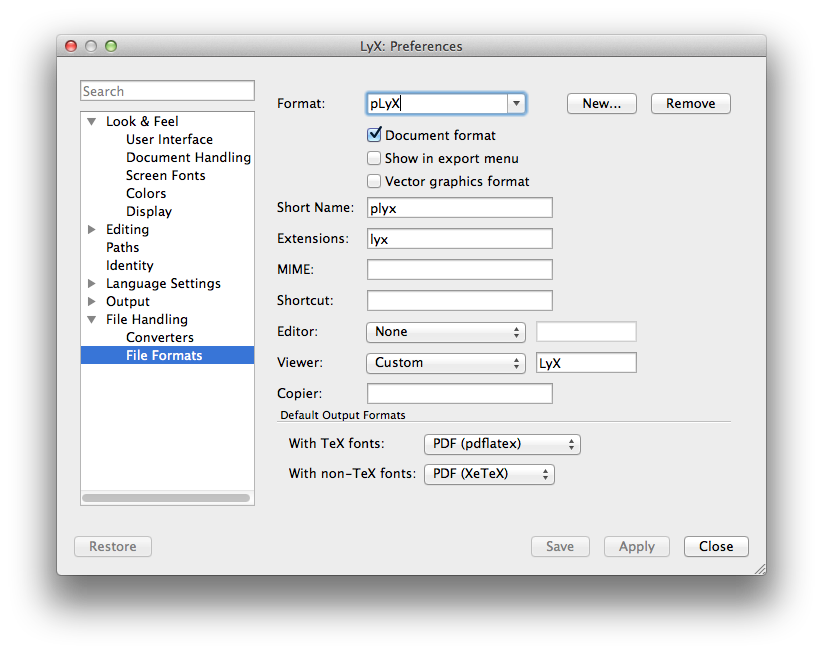 LyX: Preferences
Search
Look & Feel
User Interface
Document Handling
Screen Fonts
Colors
Display
Editing
Paths
Identity
Language Settings
Output
File Handling
Converters
File Formats
Format: pLyX New... Remove
Document format
Show in export menu
Vector graphics format
Short Name: plyx
Extensions: lyx
MIME:
Shortcut:
Editor: None
Viewer: Custom LyX
Copier:
Default Output Formats
With TeX fonts: PDF (pdflatex)
With non-TeX fonts: PDF (XeTeX)
Restore Save Apply Close